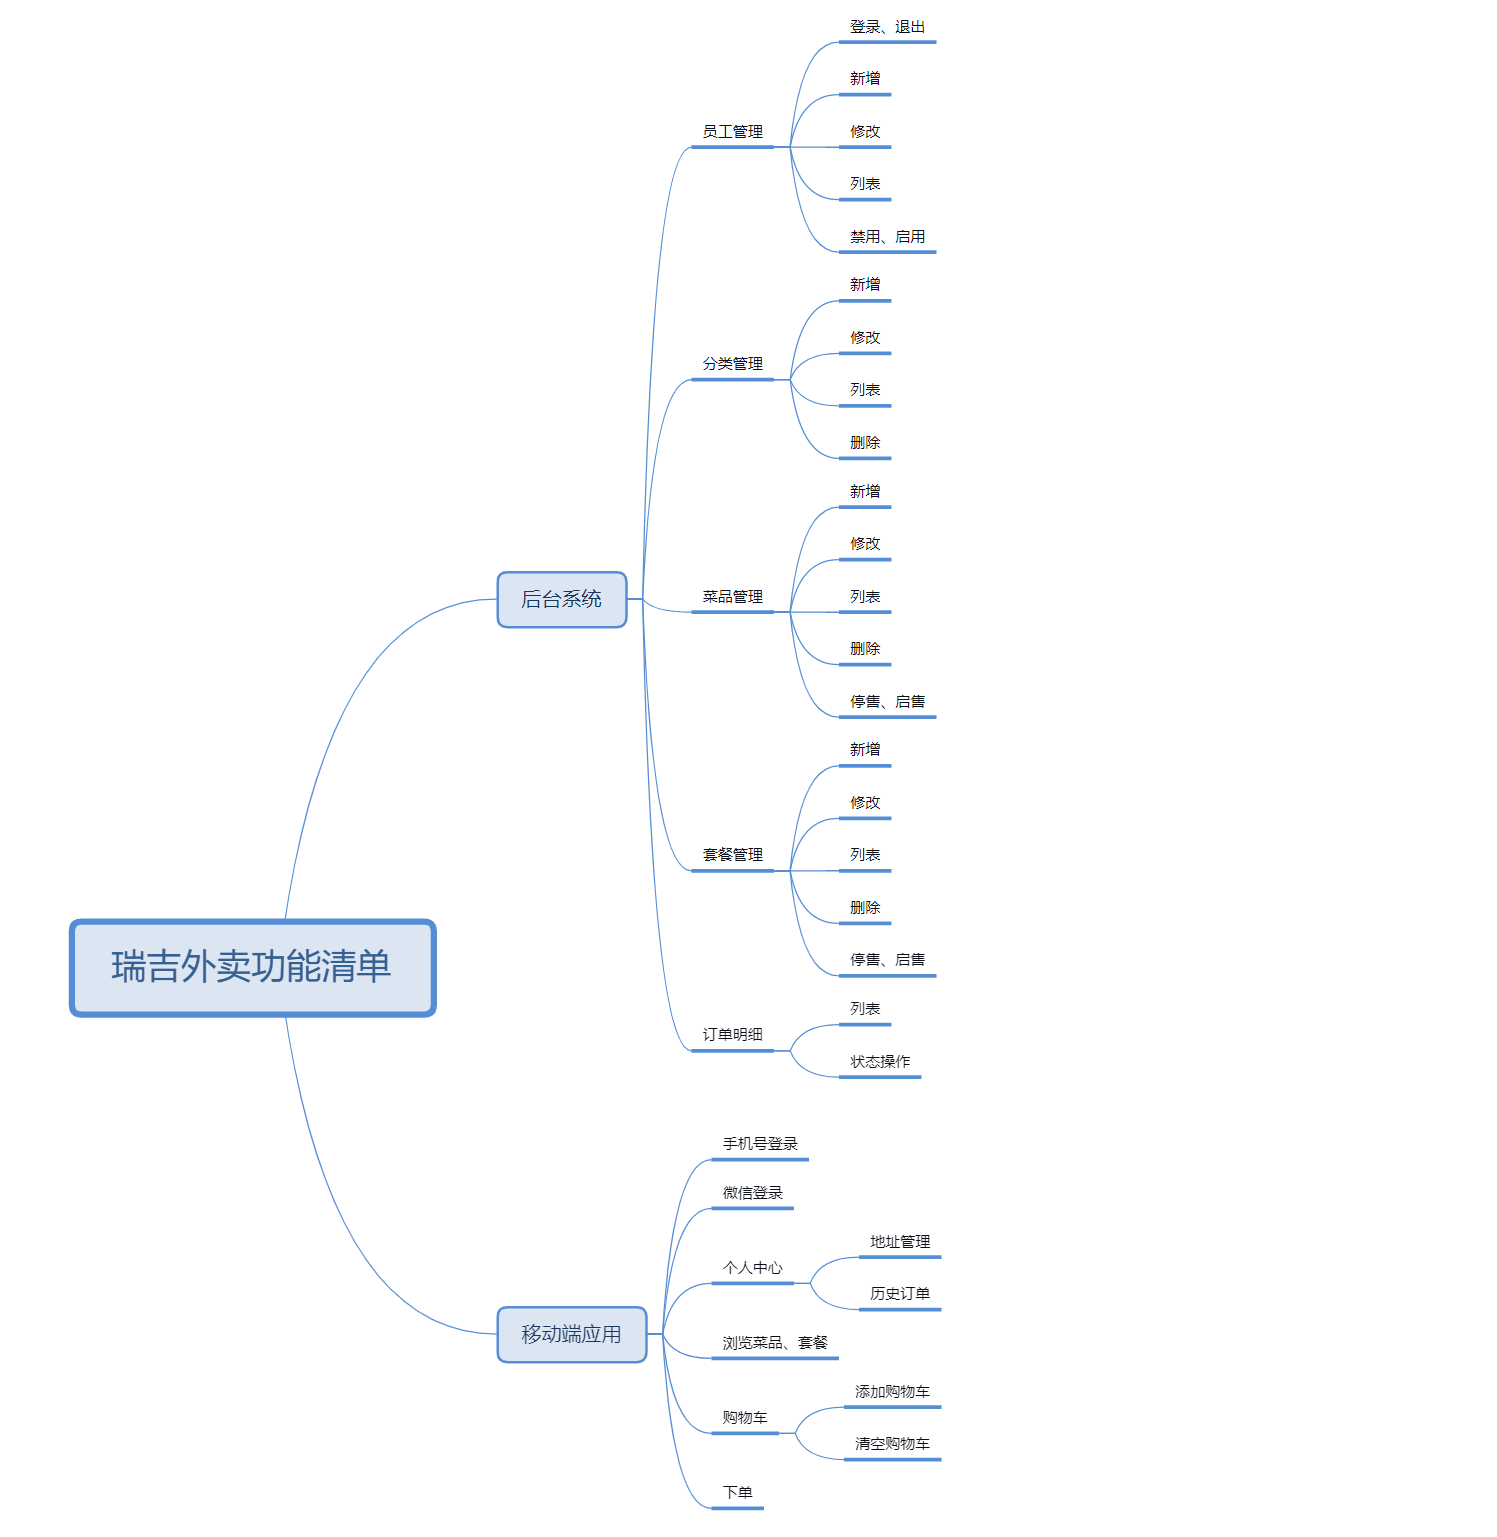 瑞吉外卖功能清单
后台系统
员工管理
登录、退出
新增
修改
列表
禁用、启用
分类管理
新增
修改
列表
删除
菜品管理
新增
修改
列表
删除
停售、启售
套餐管理
新增
修改
列表
删除
停售、启售
订单明细
列表
状态操作
移动端应用
手机号登录
微信登录
个人中心
地址管理
历史订单
浏览菜品、套餐
购物车
添加购物车
清空购物车
下单